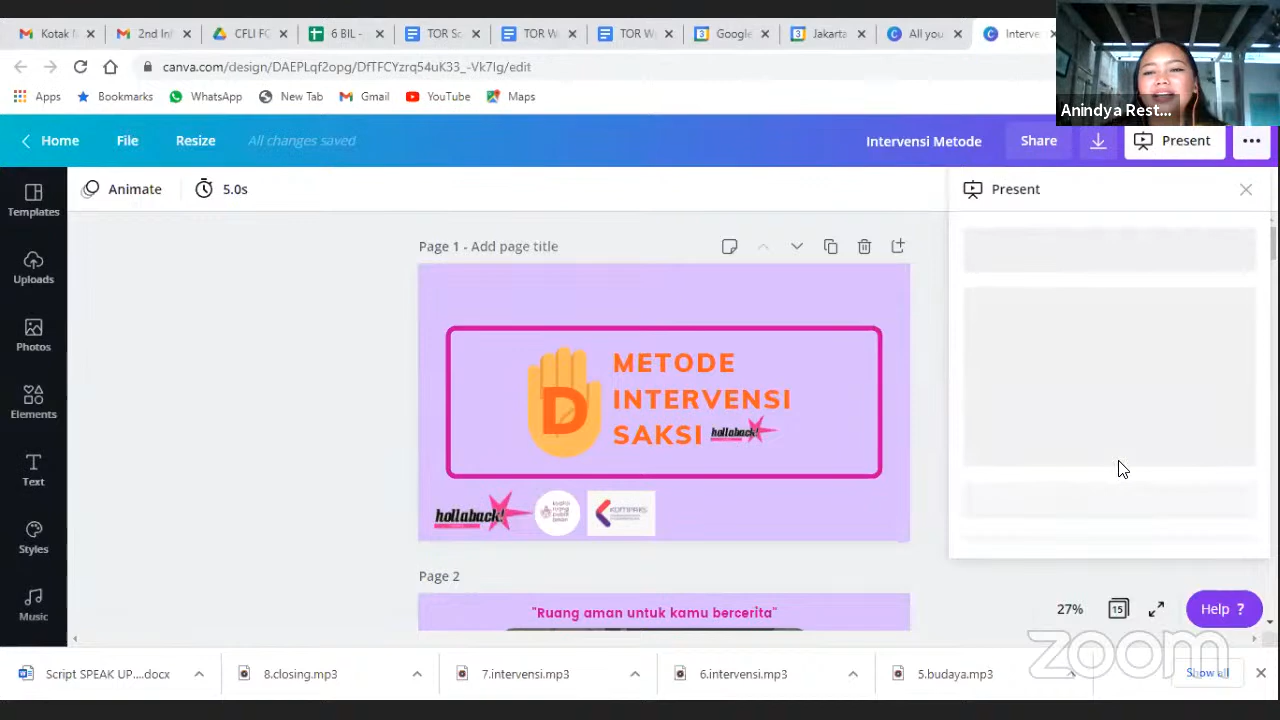 Kotak
2nd In
CFLI FC
6 BIL -
TOR Sc
TOR W
TOR W
Google
Jakarta
All you
Interve
canva.com/design/DAEPLqf2opg/DfTFCYzrq54uK33_-Vk7Ig/edit
Apps
Bookmarks
WhatsApp
New Tab
Gmail
YouTube
Maps
Anindya Rest...
Home
File
Resize
All changes saved
Intervensi Metode
Share
Present
Animate
5.0s
Present
Templates
Uploads
Photos
Elements
Text
Styles
Music
Page 1 - Add page title
D
METODE
INTERVENSI
SAKSI hollaback!
hollaback!
KOMPAKS
Page 2
"Ruang aman untuk kamu bercerita"
27%
15
Help ?
zoom
Script SPEAK UP....docx
8.closing.mp3
7.intervensi.mp3
6.intervensi.mp3
5.budaya.mp3
Show all